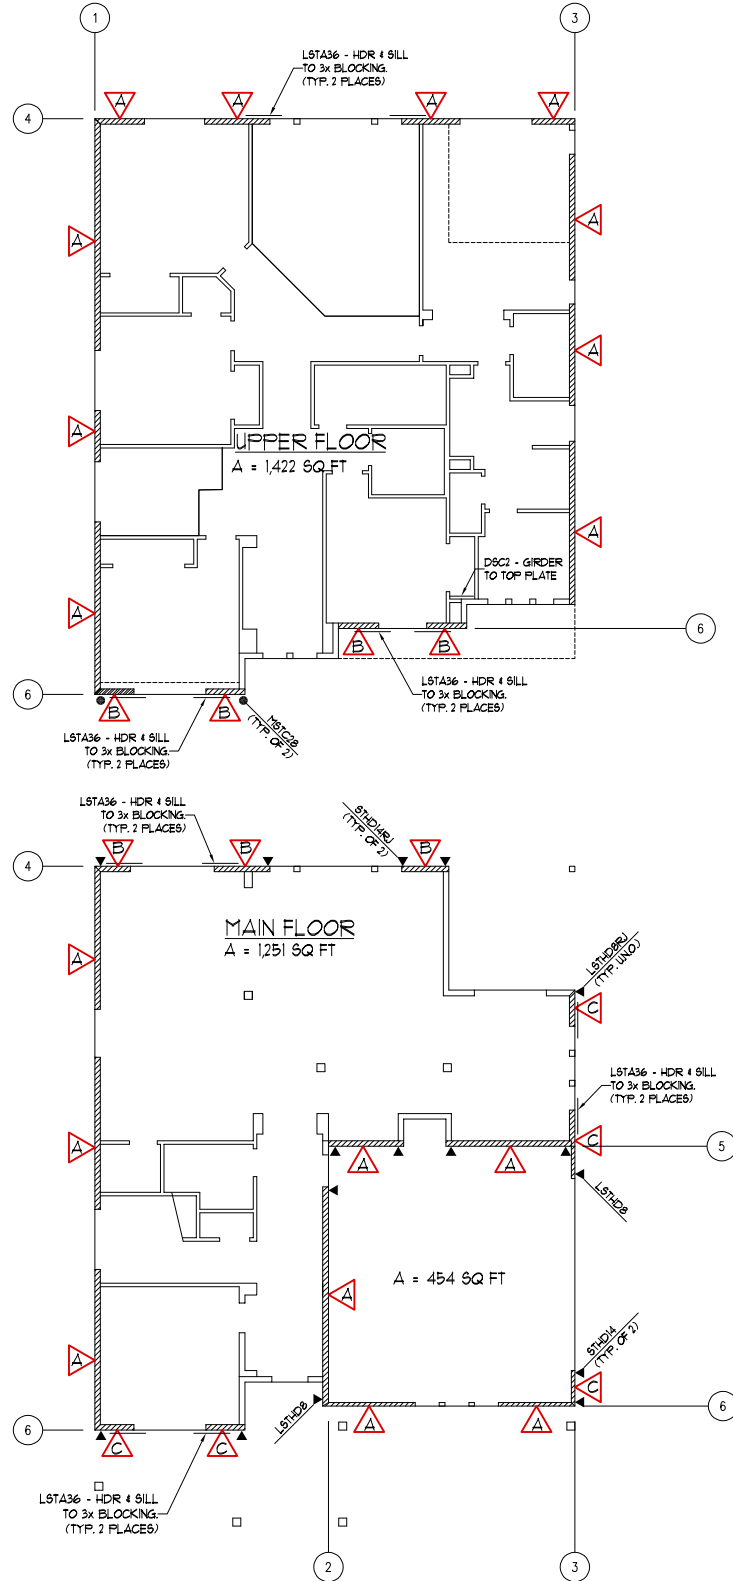 1
3
LSTA36 - HDR & SILL
TO 3x BLOCKING.
(TYP. 2 PLACES)
A
A
A
A
4
A
A
A
A
UPPER FLOOR
A = 1,422 SQ FT
A
DSC2 - GIRDER
TO TOP PLATE
A
6
B
B
LSTA36 - HDR & SILL
TO 3x BLOCKING.
(TYP. 2 PLACES)
6
B
B
MSTC28
(TYP. OF 2)
LSTA36 - HDR & SILL
TO 3x BLOCKING.
(TYP. 2 PLACES)
LSTA36 - HDR & SILL
TO 3x BLOCKING.
(TYP. 2 PLACES)
STHD14RJ
(TYP. OF 2)
B
B
B
4
MAIN FLOOR
A = 1,251 SQ FT
A
LSTHD8RJ
(TYP. U.N.O.)
C
LSTA36 - HDR & SILL
TO 3x BLOCKING.
(TYP. 2 PLACES)
A
C
5
A
A
LSTHD8
A = 454 SQ FT
A
STHD14
(TYP. OF 2)
A
C
LSTHD8
A
A
6
6
C
C
LSTA36 - HDR & SILL
TO 3x BLOCKING.
(TYP. 2 PLACES)
2
3